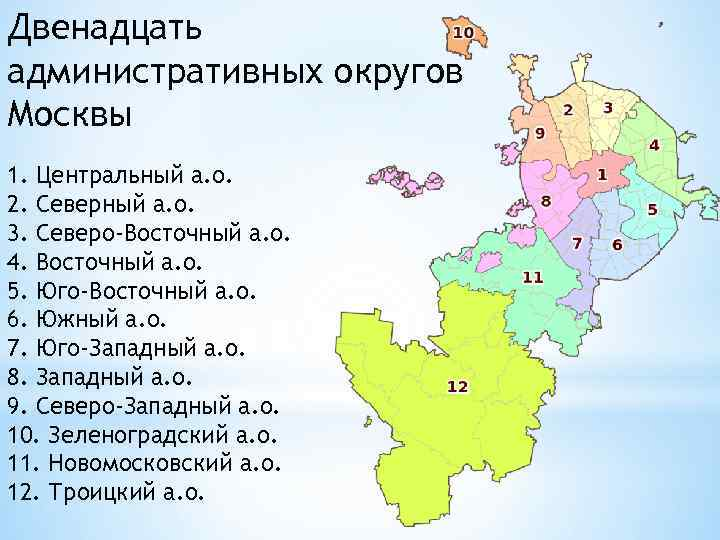 Двенадцать
административных округов
Москвы
1. Центральный а.о.
2. Северный а.о.
3. Северо-Восточный а.о.
4. Восточный а.о.
5. Юго-Восточный а.о.
6. Южный а.о.
7. Юго-Западный а.о.
8. Западный а.о.
9. Северо-Западный а.о.
10. Зеленоградский а.о.
11. Новомосковский а.о.
12. Троицкий а.о.
10
2
3
9
4
1
8
5
7
6
11
12